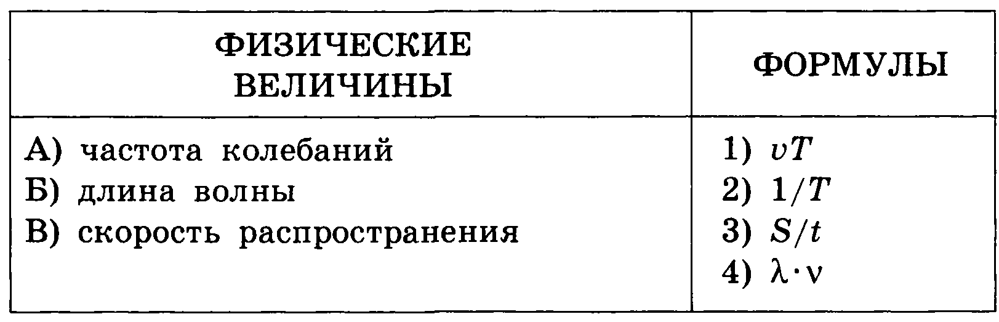 ФИЗИЧЕСКИЕ
ВЕЛИЧИНЫ
ФОРМУЛЫ
А) частота колебаний
Б) длина волны
В) скорость распространения
1) υT
2) 1/T
3) S/t
4) λ·ν